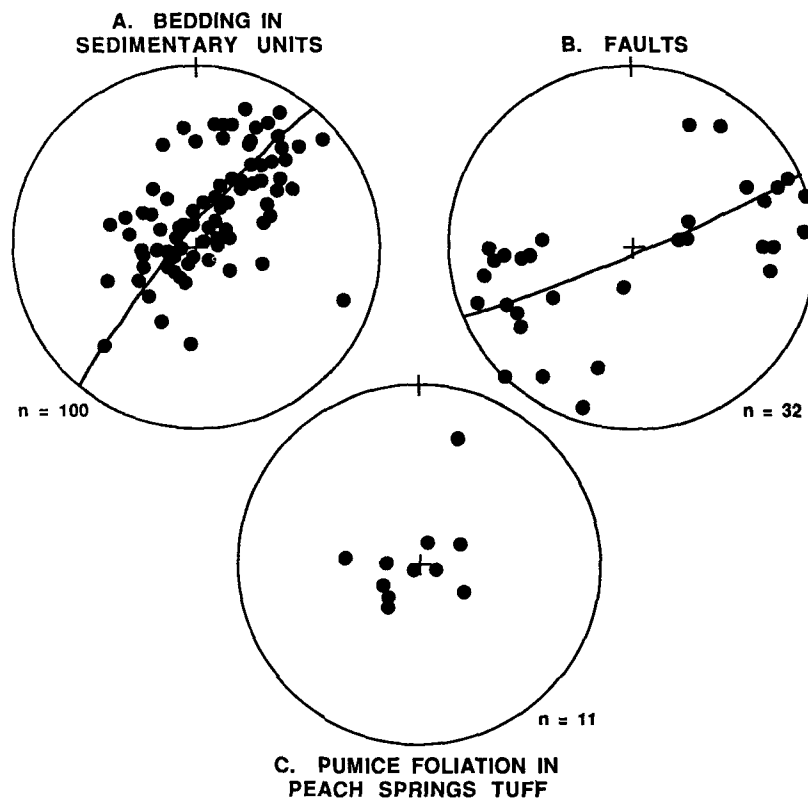 A. BEDDING IN
SEDIMENTARY UNITS
B. FAULTS
n = 100
n = 32
n = 11
C. PUMICE FOLIATION IN
PEACH SPRINGS TUFF